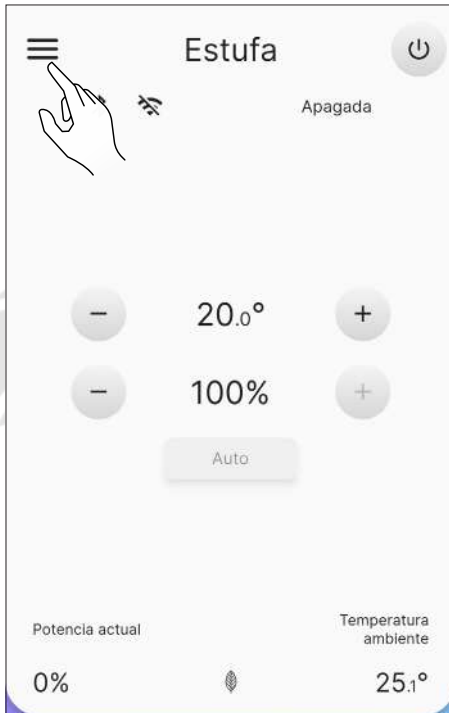 Estufa
Apagada
− 20.0° +
− 100% +
Auto
Potencia actual
Temperatura
ambiente
0%
25.1°